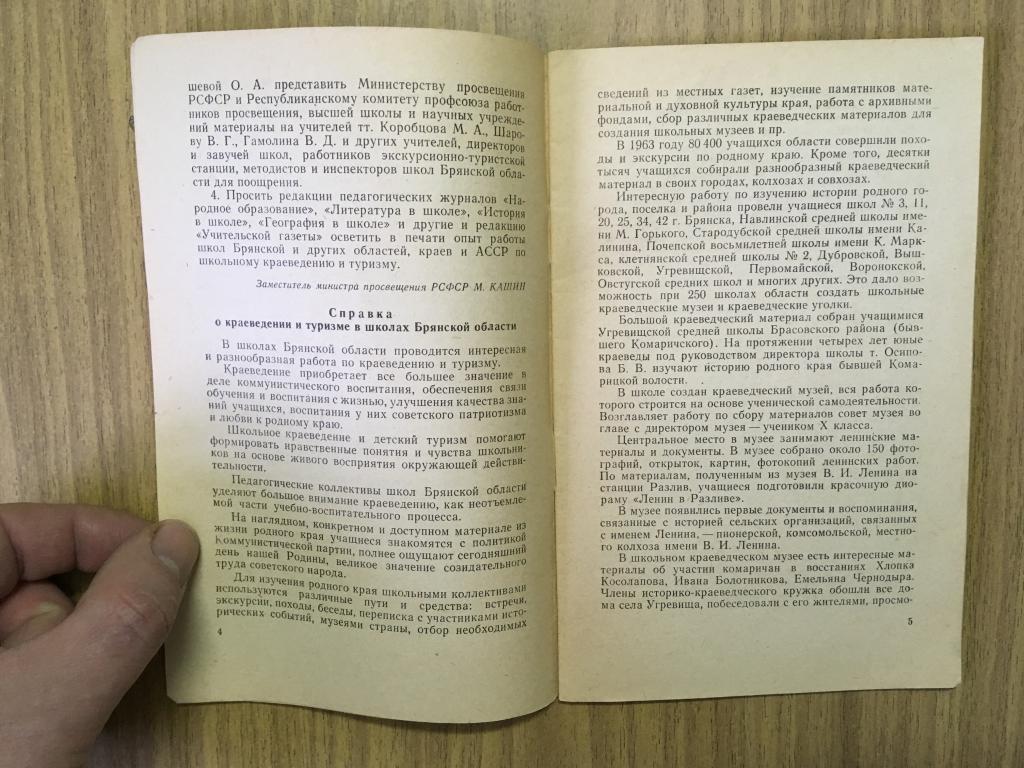 шевой О. А. представить Министерству просвещения
РСФСР и Республиканскому комитету профсоюза работ-
ников просвещения, высшей школы и научных учрежде-
ний материалы на учителей тт. Коробцова М. А., Шаро-
ву В. Г., Гамолина В. Д. и других учителей, директоров
и завучей школ, работников экскурсионно-туристской
станции, методистов и инспекторов школ Брянской обла-
сти для поощрения.
4. Просить редакции педагогических журналов «На-
родное образование», «Литература в школе», «История
в школе», «География в школе» и другие и редакцию
«Учительской газеты» осветить в печати опыт работы
школ Брянской и других областей, краев и АССР по
школьному краеведению и туризму.
Заместитель министра просвещения РСФСР М. КАШИН
Справка
о краеведении и туризме в школах Брянской области
В школах Брянской области проводится интересная
и разнообразная работа по краеведению и туризму.
Краеведение приобретает все большее значение в
деле коммунистического воспитания, обеспечения связи
обучения и воспитания с жизнью, улучшения качества зна-
ний учащихся, воспитания у них советского патриотизма
и любви к родному краю.
Школьное краеведение и детский туризм помогают
формировать нравственные понятия и чувства школьни-
ков на основе живого восприятия окружающей действи-
тельности.
Педагогические коллективы школ Брянской области
уделяют большое внимание краеведению, как неотъемле-
мой части учебно-воспитательного процесса.
На наглядном, конкретном и доступном материале из
жизни родного края учащиеся знакомятся с политикой
Коммунистической партии, полнее ощущают сегодняшний
день нашей Родины, великое значение созидательного
труда советского народа.
Для изучения родного края школьными коллективами
используются различные пути и средства: встречи,
экскурсии, походы, беседы, переписка с участниками исто-
рических событий, музеями страны, отбор необходимых
4
сведений из местных газет, изучение памятников мате-
риальной и духовной культуры края, работа с архивными
фондами, сбор различных краеведческих материалов для
создания школьных музеев и пр.
В 1963 году 80 400 учащихся области совершили похо-
ды и экскурсии по родному краю. Кроме того, десятки
тысяч учащихся собирали разнообразный краеведческий
материал в своих городах, колхозах и совхозах.
Интересную работу по изучению истории родного го-
рода, поселка и района провели учащиеся школ № 3, 11,
20, 25, 34, 42 г. Брянска, Навлинской средней школы име-
ни М. Горького, Стародубской средней школы имени Ка-
линина, Почепской восьмилетней школы имени К. Марк-
са, клетнянской средней школы № 2, Дубровской, Выш-
ковской, Угревищской, Первомайской, Воронокской,
Овстугской средних школ и многих других. Это дало воз-
можность при 250 школах области создать школьные
краеведческие музеи и краеведческие уголки.
Большой краеведческий материал собран учащимися
Угревищской средней школы Брасовского района (быв-
шего Комаричского). На протяжении четырех лет юные
краеведы под руководством директора школы т. Осипо-
ва Б. В. изучают историю родного края бывшей Кома-
рицкой волости.
В школе создан краеведческий музей, вся работа ко-
торого строится на основе ученической самодеятельности.
Возглавляет работу по сбору материалов совет музея во
главе с директором музея — учеником X класса.
Центральное место в музее занимают ленинские ма-
териалы и документы. В музее собрано около 150 фото-
графий, открыток, картин, фотокопий ленинских работ.
По материалам, полученным из музея В. И. Ленина на
станции Разлив, учащиеся подготовили красочную дио-
раму «Ленин в Разливе».
В музее появились первые документы и воспоминания,
связанные с историей сельских организаций, связанных
с именем Ленина, — пионерской, комсомольской, местно-
го колхоза имени В. И. Ленина.
В школьном краеведческом музее есть интересные ма-
териалы об участии комаричан в восстаниях Хлопка
Косолапова, Ивана Болотникова, Емельяна Чернодыра.
Члены историко-краеведческого кружка обошли все до-
ма села Угревища, побеседовали с его жителями, просмо-
5